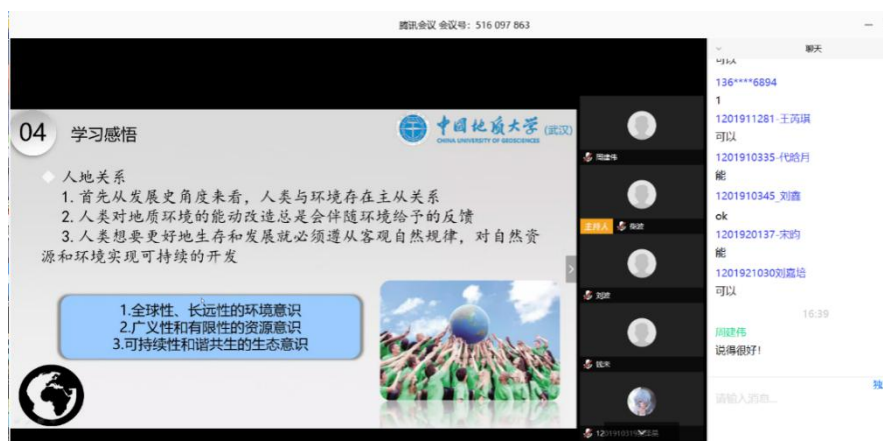 腾讯会议 会议号：516 097 863
04 学习感悟
中国地质大学 (武汉)
CHINA UNIVERSITY OF GEOSCIENCES
人地关系
1.首先从发展史角度来看，人类与环境存在主从关系
2.人类对地质环境的能动改造总是会伴随环境给予的反馈
3.人类想要更好地生存和发展就必须遵从客观自然规律，对自然资
源和环境实现可持续的开发
1.全球性、长远性的环境意识
2.广义性和有限性的资源意识
3.可持续性和谐共生的生态意识
周建伟
主持人
聊天
可以
136****6894
1
1201911281-王芮琪
可以
1201910335-代晗月
能
1201910345_刘鑫
ok
1201920137-宋昀
能
1201921030刘嘉培
可以
16:39
周建伟
说得很好！
请输入消息...
独